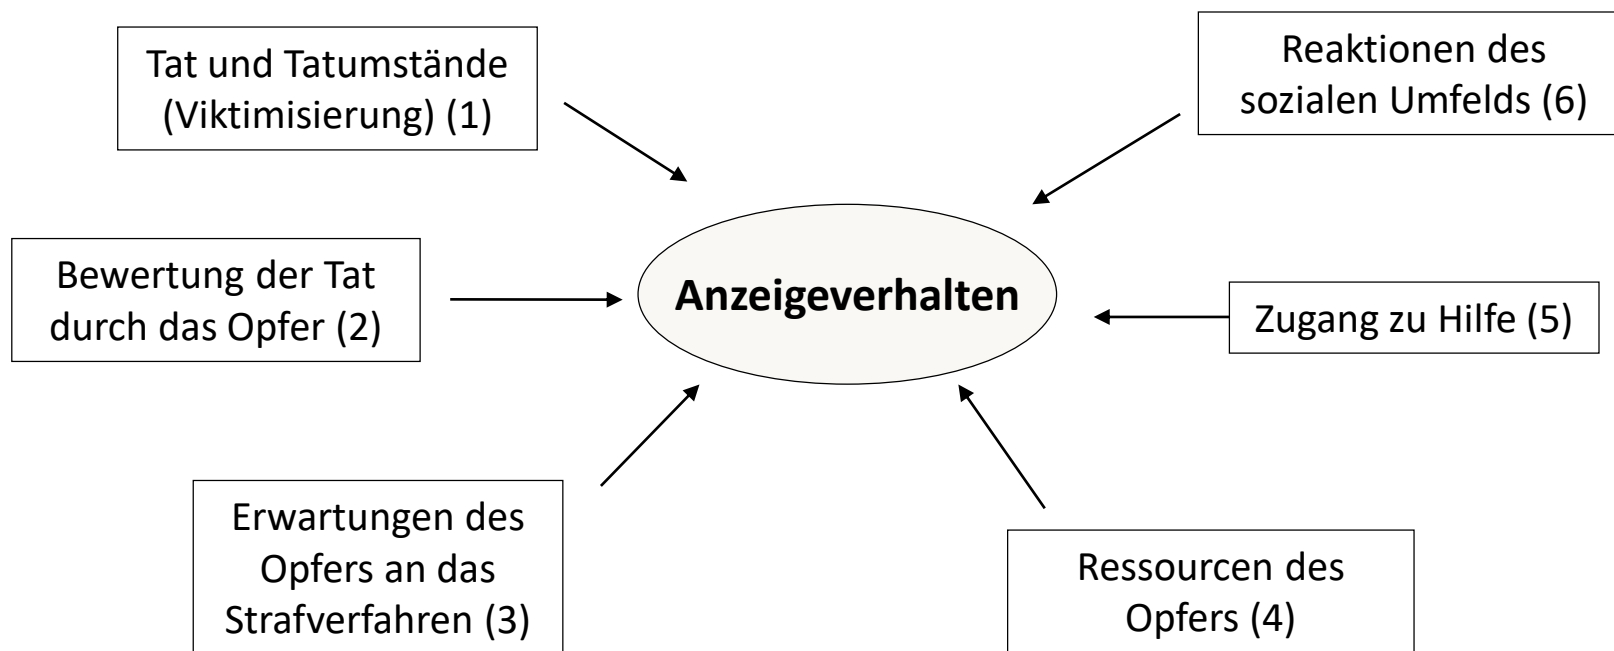 Tat und Tatumstände
(Viktimisierung) (1)
Reaktionen des
sozialen Umfelds (6)
Bewertung der Tat
durch das Opfer (2)
Anzeigeverhalten
Zugang zu Hilfe (5)
Erwartungen des
Opfers an das
Strafverfahren (3)
Ressourcen des
Opfers (4)